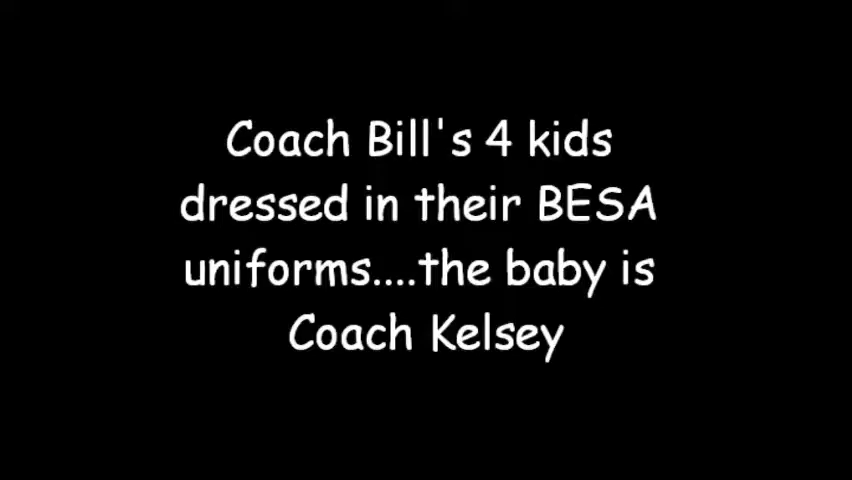 Coach Bill's 4 kids
dressed in their BESA
uniforms....the baby is
Coach Kelsey